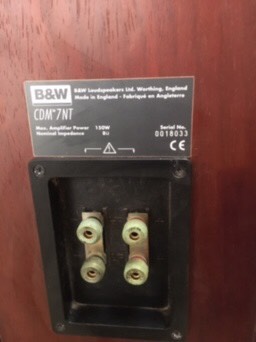 B&W
B&W Loudspeakers Ltd. Worthing, England
Made in England - Fabriqué en Angleterre
CDM™7NT
Max. Amplifier Power 150W
Nominal Impedance 8Ω
Serial No.
0018033
CE